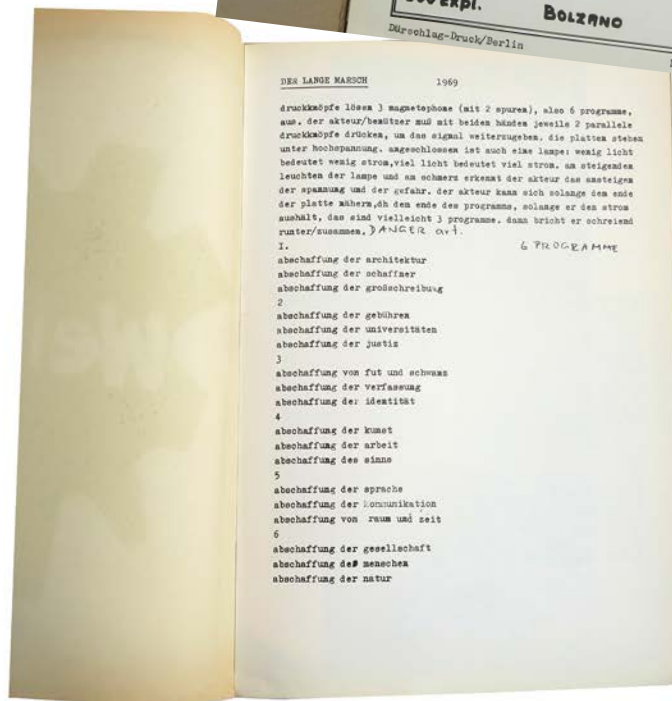 expl.
BOLZANO
Dürschlag-Druck/Berlin
DER LANGE MARSCH 1969
druckknöpfe lösen 3 magnetophone (mit 2 spuren), also 6 programme,
aus. der akteur/benützer muß mit beiden händen jeweils 2 parallele
druckknöpfe drücken, um das signal weiterzugeben. die platten stehen
unter hochspannung. angeschlossen ist auch eine lampe: wenig licht
bedeutet wenig strom,viel licht bedeutet viel strom. am steigenden
leuchten der lampe und am schmerz erkennt der akteur das ansteigen
der spannung und der gefahr. der akteur kann sich solange dem ende
der platte nähern,dh dem ende des programms, solange er den strom
aushält, das sind vielleicht 3 programme. dann bricht er schreiend
runter/zusammen. DANGER art.
I. 6 PROGRAMME
abschaffung der architektur
abschaffung der schaffner
abschaffung der großschreibung
2
abschaffung der gebühren
abschaffung der universitäten
abschaffung der justiz
3
abschaffung von fut und schwanz
abschaffung der verfassung
abschaffung der identität
4
abschaffung der kunst
abschaffung der arbeit
abschaffung des sinns
5
abschaffung der sprache
abschaffung der kommunikation
abschaffung von raum und zeit
6
abschaffung der gesellschaft
abschaffung des menschen
abschaffung der natur